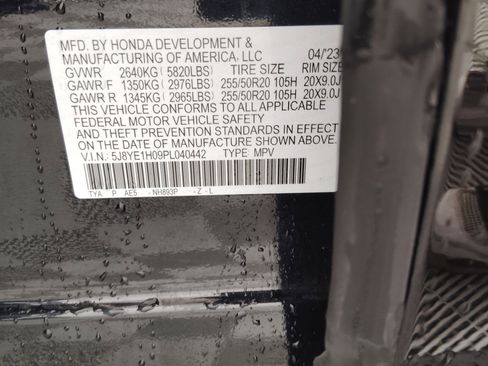 MFD. BY HONDA DEVELOPMENT &
MANUFACTURING OF AMERICA, LLC 04/'23
GVWR 2640KG (5820LBS) TIRE SIZE RIM SIZE
GAWR F 1350KG (2976LBS) 255/50R20 105H 20X9.0J
GAWR R 1345KG (2965LBS) 255/50R20 105H 20X9.0J
THIS VEHICLE CONFORMS TO ALL APPLICABLE
FEDERAL MOTOR VEHICLE SAFETY
AND THEFT PREVENTION STANDARDS IN EFFECT
ON THE DATE OF MANUFACTURE SHOWN ABOVE.
V.I.N.: 5J8YE1H09PL040442 TYPE: MPV
TYA P AE5 -NH893P -Z-L